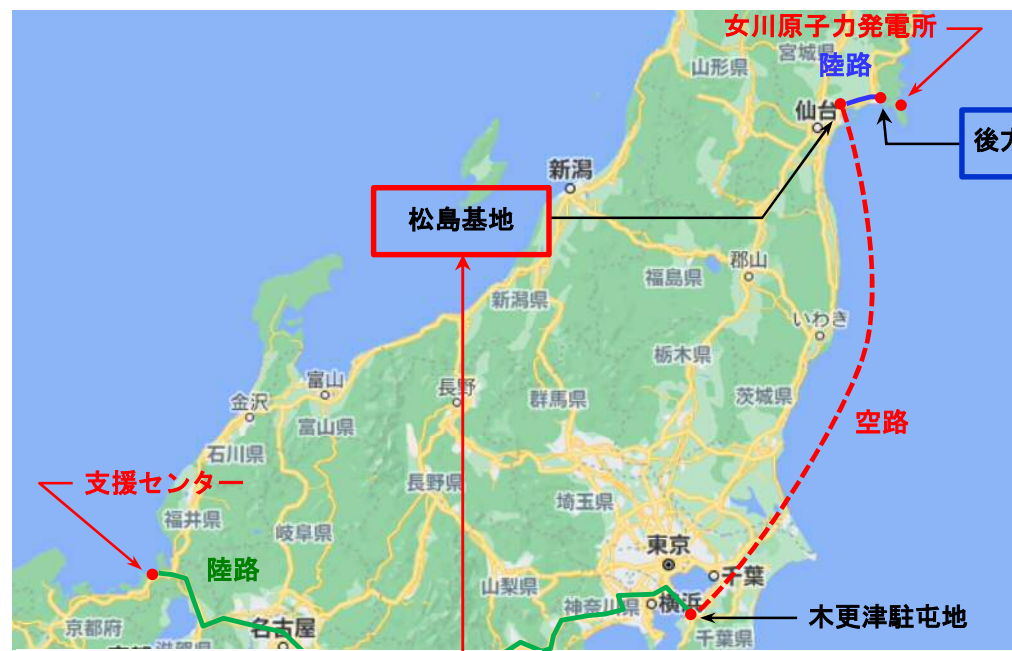 女川原子力発電所
宮城県
陸路
山形県
仙台
後方
新潟
松島基地
郡山
福島県
新潟県
いわき
栃木県
富山
長野
茨城県
金沢
群馬県
空路
富山県
石川県
支援センター
長野県
埼玉県
福井県
岐阜県
東京
陸路
千葉
山梨県
神奈川県
横浜
木更津駐屯地
京都府
名古屋
千葉県
滋賀県